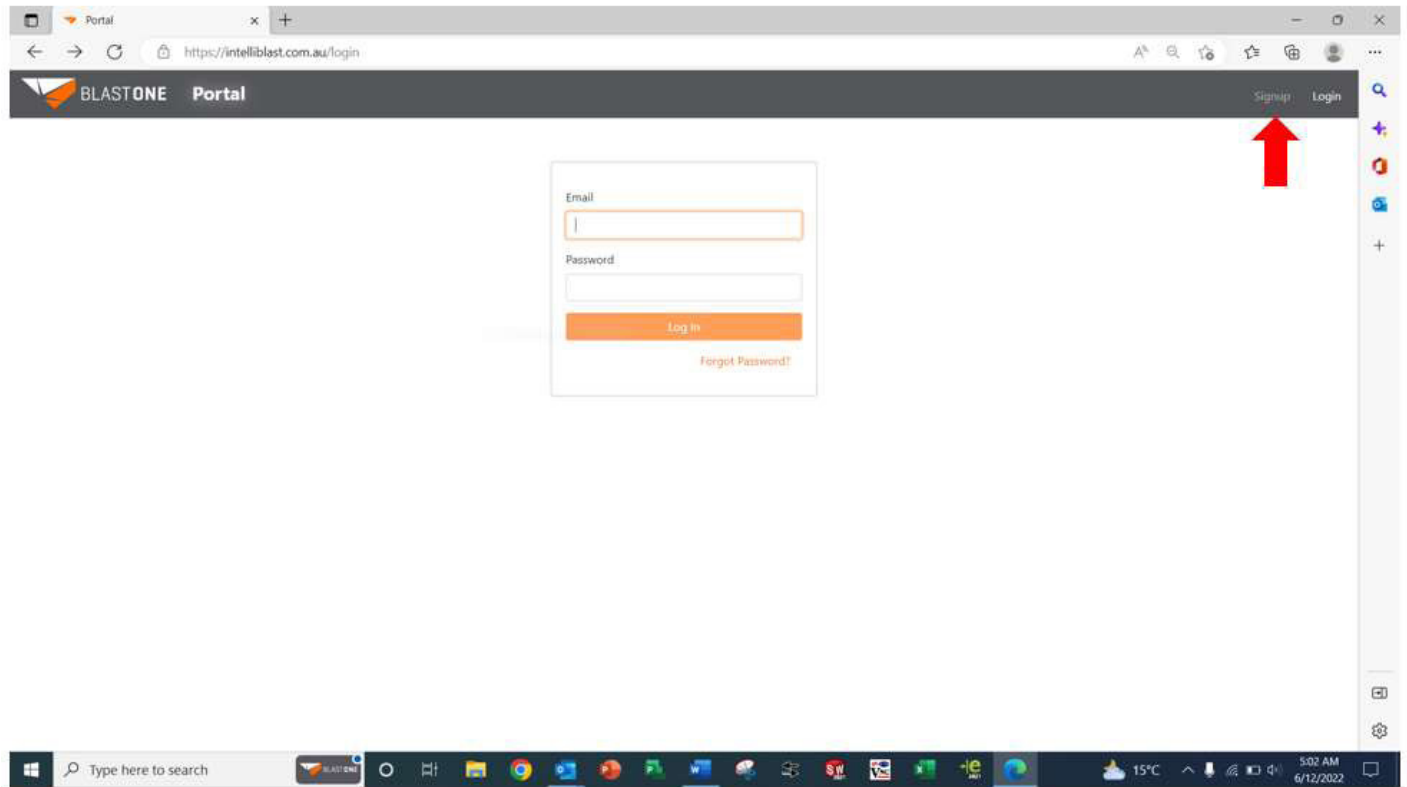 Portal
https://intelliblast.com.au/login
BLASTONE Portal
Signup Login
Email
Password
Log In
Forgot Password?
Type here to search
BLASTONE
15°C
5:02 AM
6/12/2022